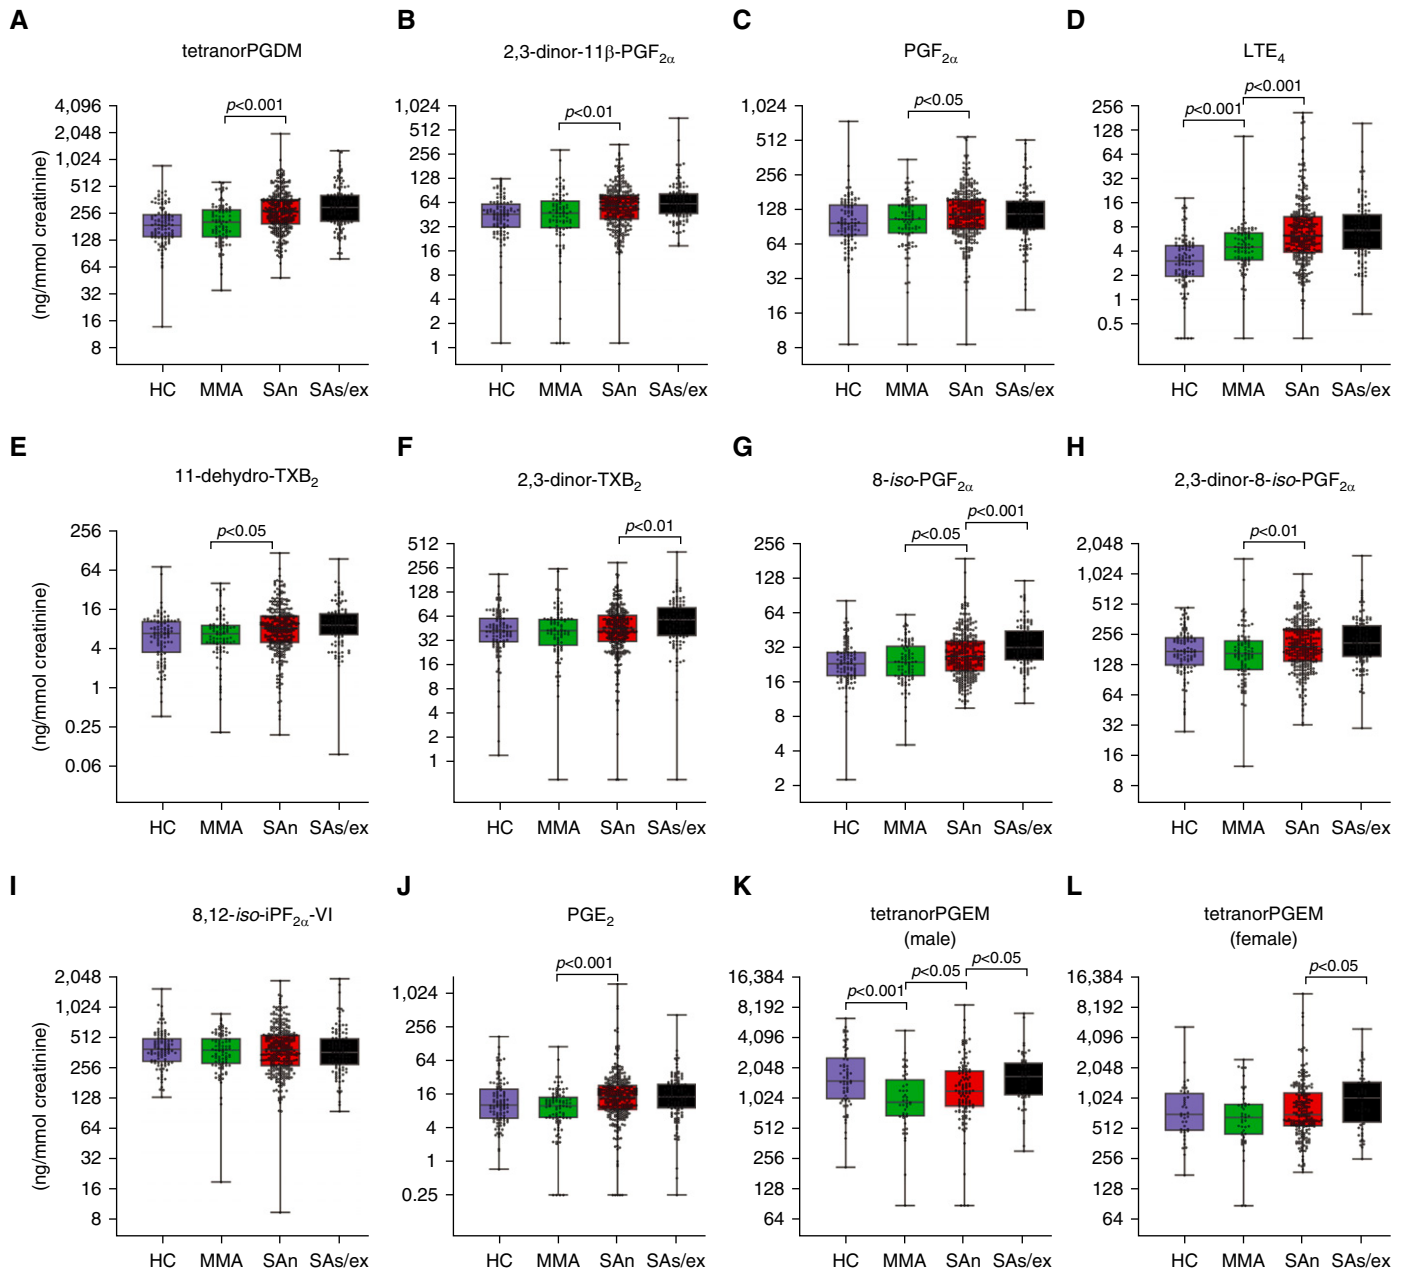 A
tetranorPGDM
(ng/mmol creatinine)
4,096
2,048
1,024
512
256
128
64
32
16
8
p<0.001
HC MMA SAn SAs/ex
B
2,3-dinor-11β-PGF2α
1,024
512
256
128
64
32
16
8
4
2
1
p<0.01
HC MMA SAn SAs/ex
C
PGF2α
1,024
512
256
128
64
32
16
8
p<0.05
HC MMA SAn SAs/ex
D
LTE4
256
128
64
32
16
8
4
2
1
0.5
p<0.001
p<0.001
HC MMA SAn SAs/ex
E
11-dehydro-TXB2
(ng/mmol creatinine)
256
64
16
4
1
0.25
0.06
p<0.05
HC MMA SAn SAs/ex
F
2,3-dinor-TXB2
512
256
128
64
32
16
8
4
2
1
p<0.01
HC MMA SAn SAs/ex
G
8-iso-PGF2α
256
128
64
32
16
8
4
2
p<0.05
p<0.001
HC MMA SAn SAs/ex
H
2,3-dinor-8-iso-PGF2α
2,048
1,024
512
256
128
64
32
16
8
p<0.01
HC MMA SAn SAs/ex
I
8,12-iso-iPF2α-VI
(ng/mmol creatinine)
2,048
1,024
512
256
128
64
32
16
8
HC MMA SAn SAs/ex
J
PGE2
1,024
256
64
16
4
1
0.25
p<0.001
HC MMA SAn SAs/ex
K
tetranorPGEM
(male)
16,384
8,192
4,096
2,048
1,024
512
256
128
64
p<0.001
p<0.05
p<0.05
HC MMA SAn SAs/ex
L
tetranorPGEM
(female)
16,384
8,192
4,096
2,048
1,024
512
256
128
64
p<0.05
HC MMA SAn SAs/ex